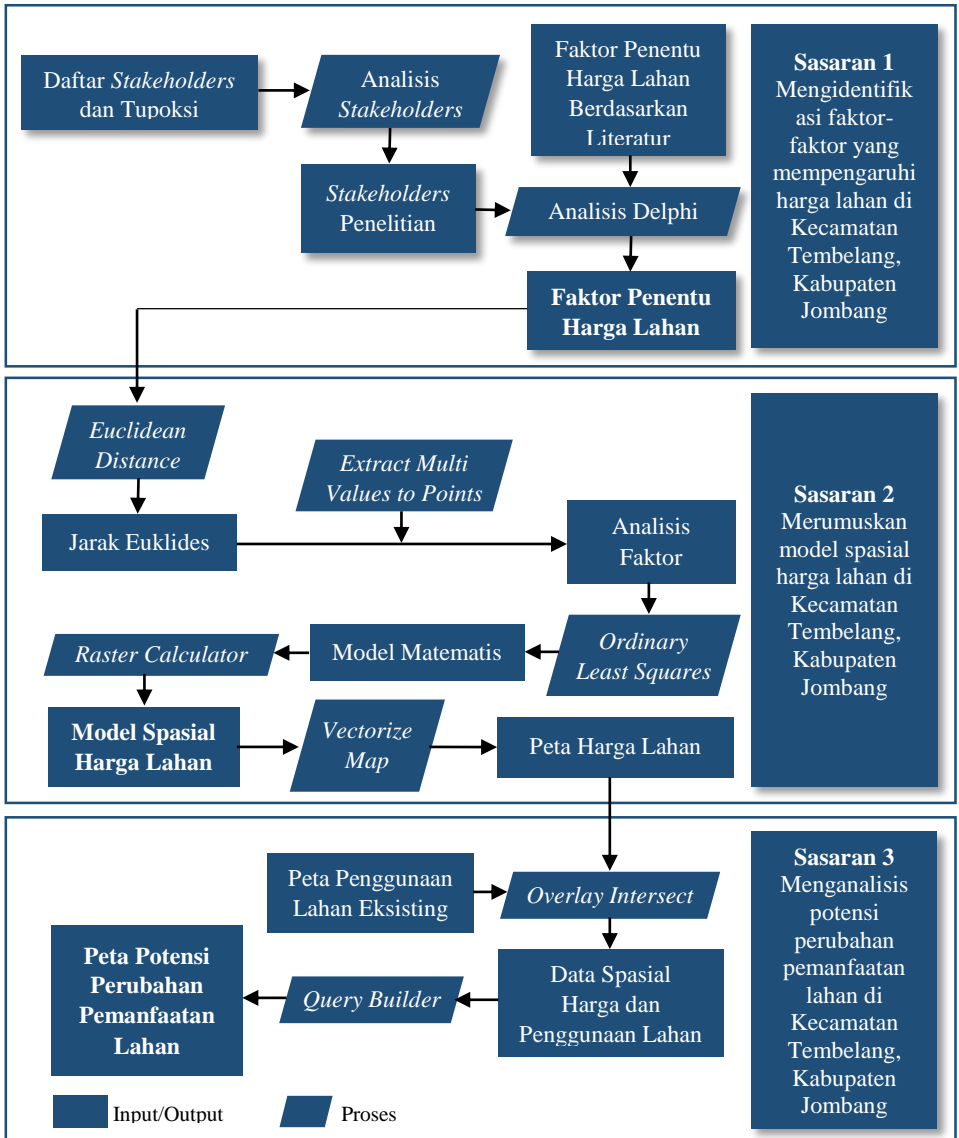 Daftar Stakeholders
dan Tupoksi
Analisis
Stakeholders
Faktor Penentu
Harga Lahan
Berdasarkan
Literatur
Stakeholders
Penelitian
Analisis Delphi
Faktor Penentu
Harga Lahan
Sasaran 1
Mengidentifik
asi faktor-
faktor yang
mempengaruhi
harga lahan di
Kecamatan
Tembelang,
Kabupaten
Jombang
Euclidean
Distance
Extract Multi
Values to Points
Jarak Euklides
Analisis
Faktor
Ordinary
Least Squares
Model Matematis
Raster Calculator
Model Spasial
Harga Lahan
Vectorize
Map
Peta Harga Lahan
Sasaran 2
Merumuskan
model spasial
harga lahan di
Kecamatan
Tembelang,
Kabupaten
Jombang
Peta Penggunaan
Lahan Eksisting
Overlay Intersect
Data Spasial
Harga dan
Penggunaan Lahan
Query Builder
Peta Potensi
Perubahan
Pemanfaatan
Lahan
Sasaran 3
Menganalisis
potensi
perubahan
pemanfaatan
lahan di
Kecamatan
Tembelang,
Kabupaten
Jombang
Input/Output
Proses